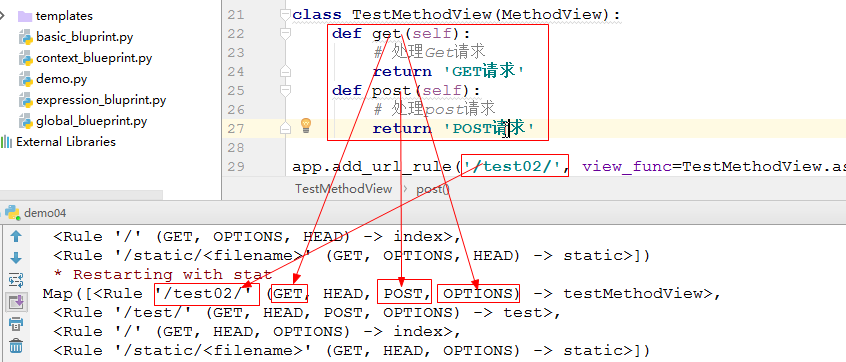 templates
basic_bluprint.py
context_blueprint.py
demo.py
expression_bluprint.py
global_blueprint.py
External Libraries
21 class TestMethodView(MethodView):
22 def get(self):
23 # 处理Get请求
24 return 'GET请求'
25 def post(self):
26 # 处理post请求
27 return 'POST请求'
28
29 app.add_url_rule('/test02/', view_func=TestMethodView.as
TestMethodView › post()
demo04
<Rule '/' (GET, OPTIONS, HEAD) -> index>,
<Rule '/static/<filename>' (GET, OPTIONS, HEAD) -> static>])
* Restarting with stat
Map([<Rule '/test02/' (GET, HEAD, POST, OPTIONS) -> testMethodView>,
<Rule '/test/' (GET, HEAD, POST, OPTIONS) -> test>,
<Rule '/' (GET, HEAD, OPTIONS) -> index>,
<Rule '/static/<filename>' (GET, HEAD, OPTIONS) -> static>])